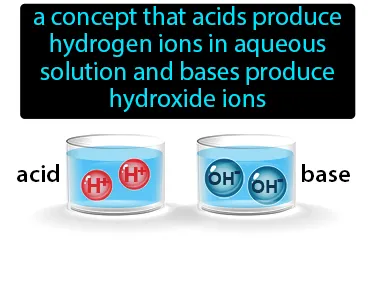 a concept that acids produce
hydrogen ions in aqueous
solution and bases produce
hydroxide ions
acid
H⁺
H⁺
OH⁻
OH⁻
base